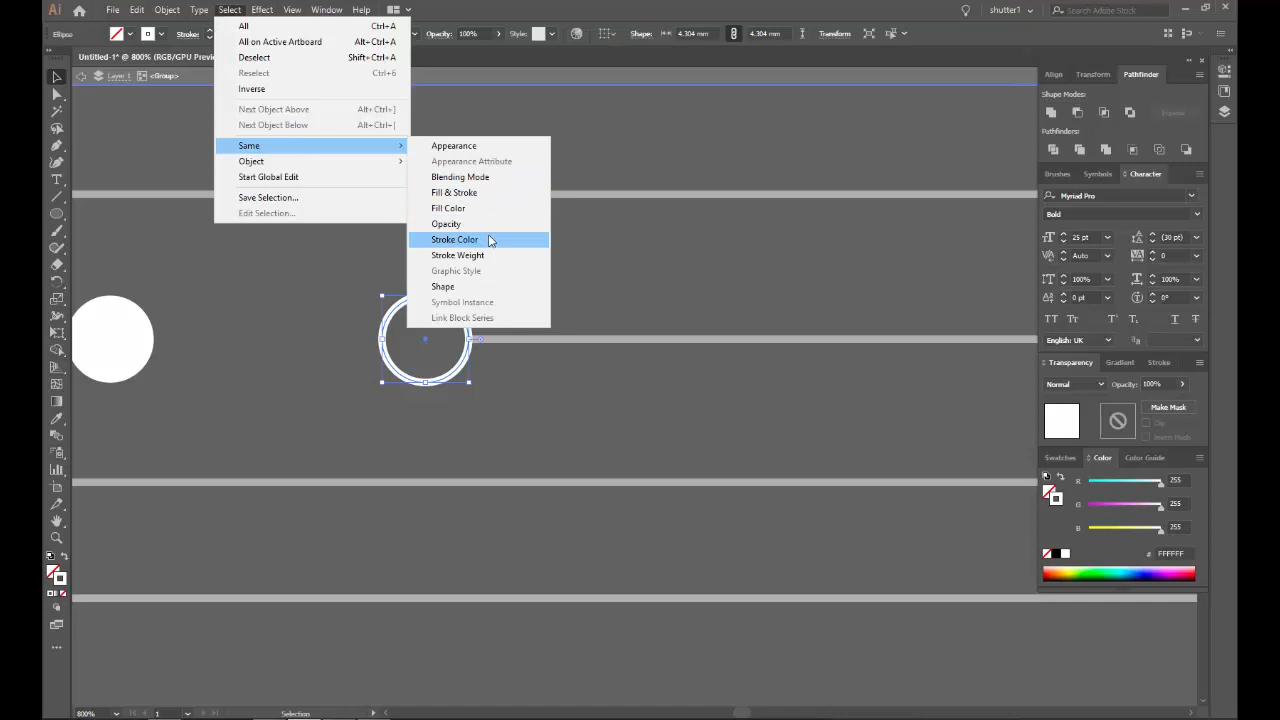 Ai File Edit Object Type Select Effect View Window Help shutter1 Search Adobe Stock
Ellipse Stroke: Opacity: 100% Style: Shape: 4.304 mm 4.304 mm Transform
Untitled-1* @ 800% (RGB/GPU Previe
Layer 1 <Group>
All Ctrl+A
All on Active Artboard Alt+Ctrl+A
Deselect Shift+Ctrl+A
Reselect Ctrl+6
Inverse
Next Object Above Alt+Ctrl+]
Next Object Below Alt+Ctrl+[
Same
Object
Start Global Edit
Save Selection...
Edit Selection...
Appearance
Appearance Attribute
Blending Mode
Fill & Stroke
Fill Color
Opacity
Stroke Color
Stroke Weight
Graphic Style
Shape
Symbol Instance
Link Block Series
Align Transform Pathfinder
Shape Modes:
Expand
Pathfinders:
Brushes Symbols Character
Myriad Pro
Bold
25 pt (30 pt)
Auto 0
100% 100%
0 pt 0°
English: UK
Transparency Gradient Stroke
Normal Opacity: 100%
Make Mask
Clip
Invert Mask
Swatches Color Color Guide
R 255
G 255
B 255
# FFFFFF
800% 1 Selection